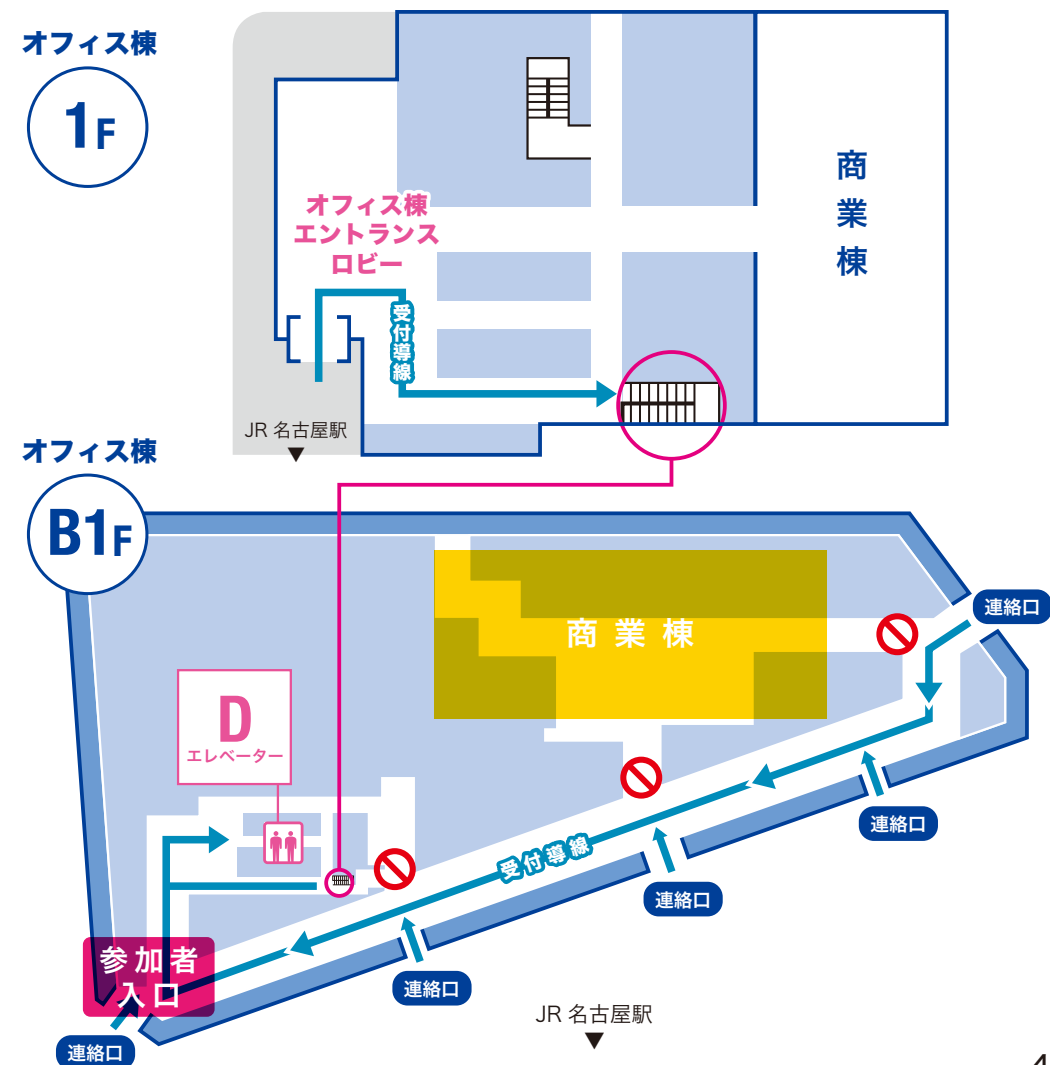 オフィス棟
1F
商業棟
オフィス棟
エントランス
ロビー
受付導線
JR 名古屋駅
▼
オフィス棟
B1F
連絡口
商業棟
D
エレベーター
連絡口
受付導線
連絡口
参加者
入口
連絡口
JR 名古屋駅
▼
連絡口